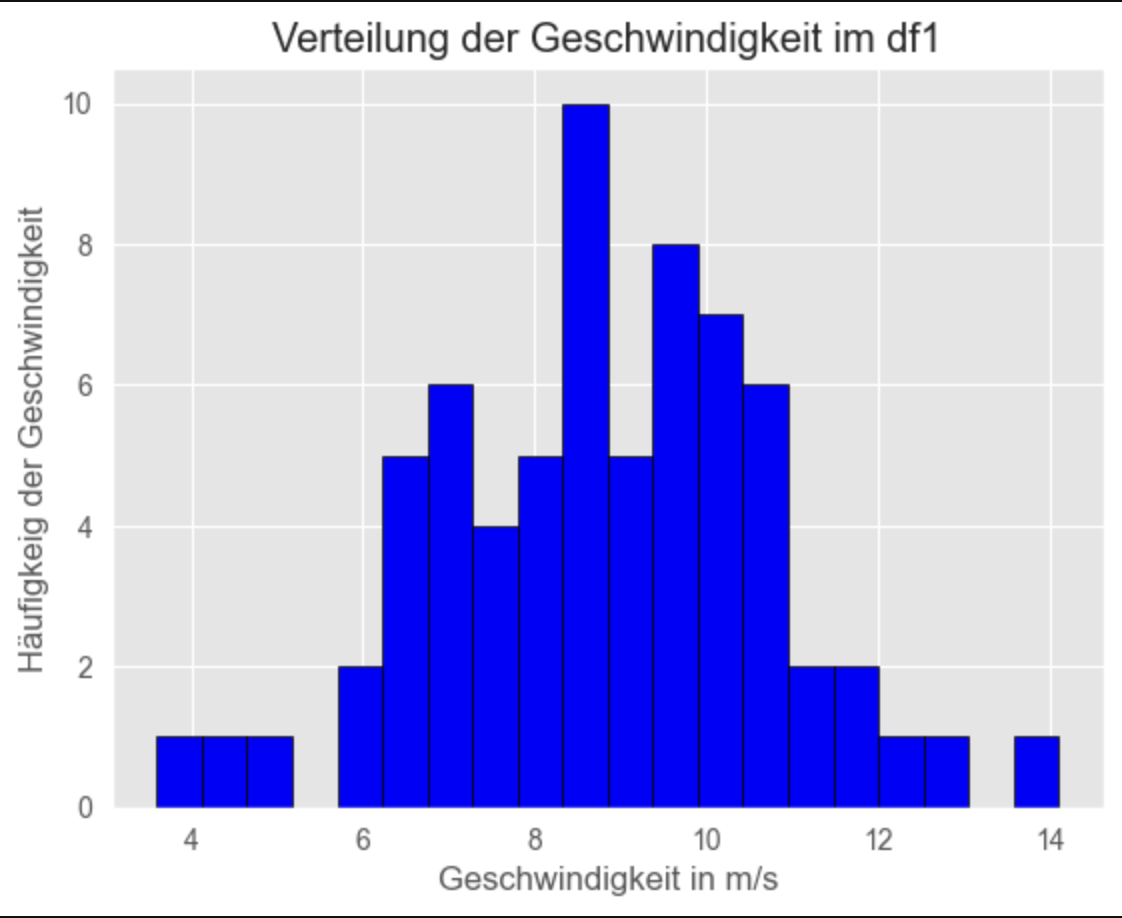 Verteilung der Geschwindigkeit im df1
Häufigkeig der Geschwindigkeit
10
8
6
4
2
0
4 6 8 10 12 14
Geschwindigkeit in m/s